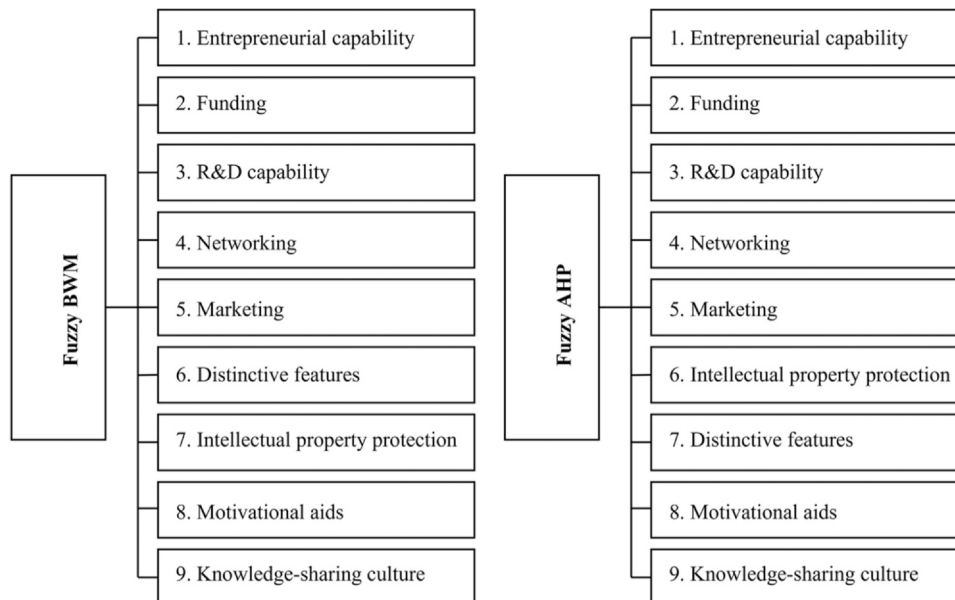 Fuzzy BWM
1. Entrepreneurial capability
2. Funding
3. R&D capability
4. Networking
5. Marketing
6. Distinctive features
7. Intellectual property protection
8. Motivational aids
9. Knowledge-sharing culture
Fuzzy AHP
1. Entrepreneurial capability
2. Funding
3. R&D capability
4. Networking
5. Marketing
6. Intellectual property protection
7. Distinctive features
8. Motivational aids
9. Knowledge-sharing culture